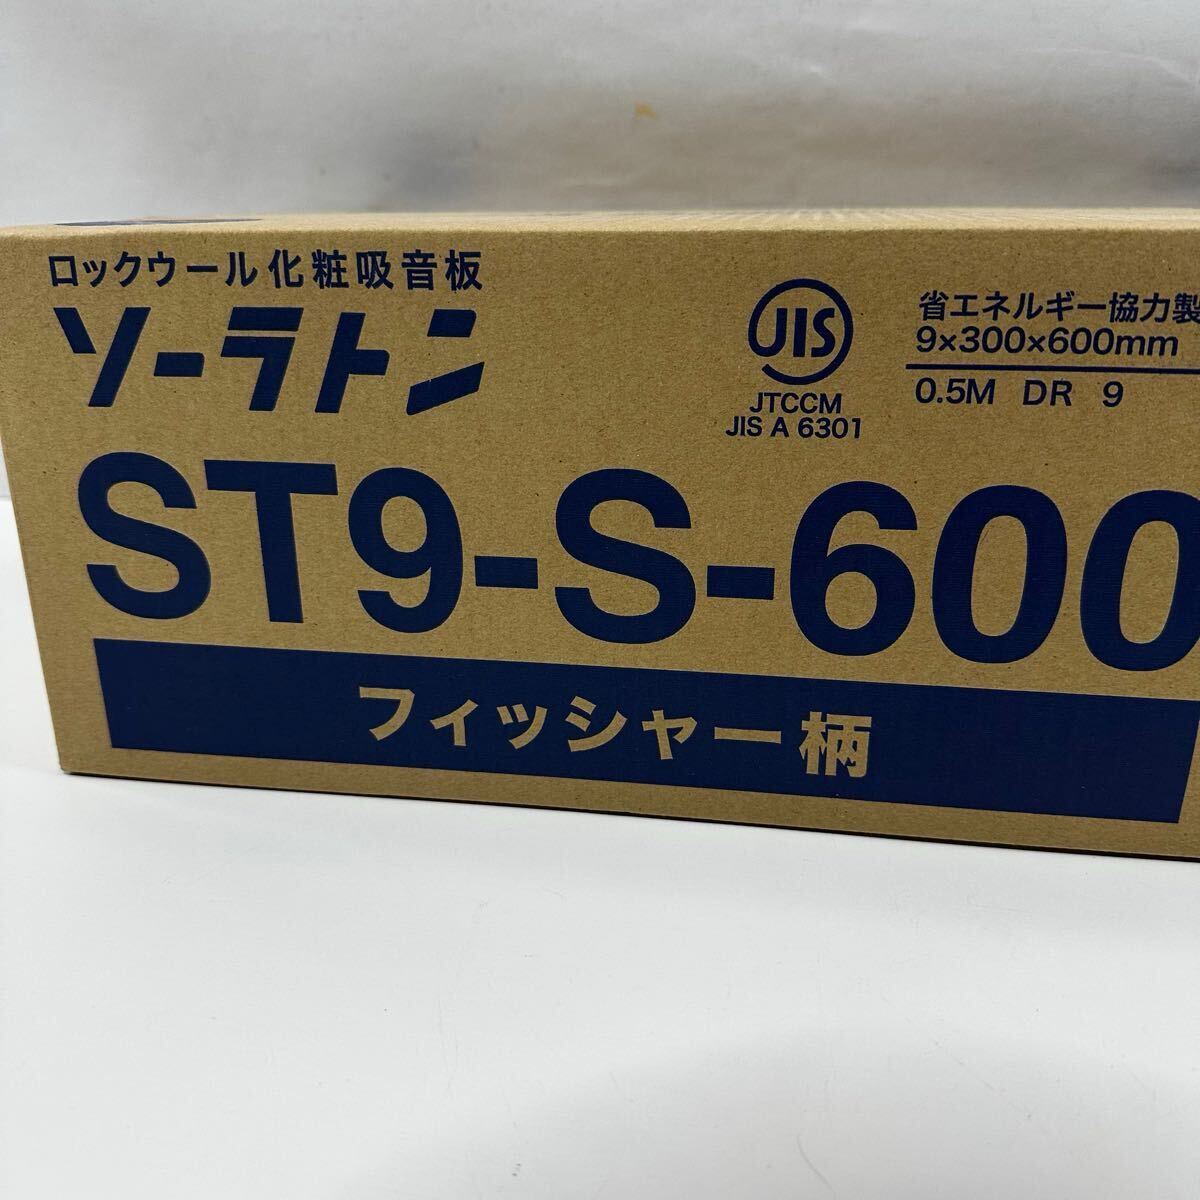 ロックウール化粧吸音板
ソーラトン
JIS
JTCCM
JIS A 6301
省エネルギー協力製
9×300×600mm
0.5M DR 9
ST9-S-600
フィッシャー柄